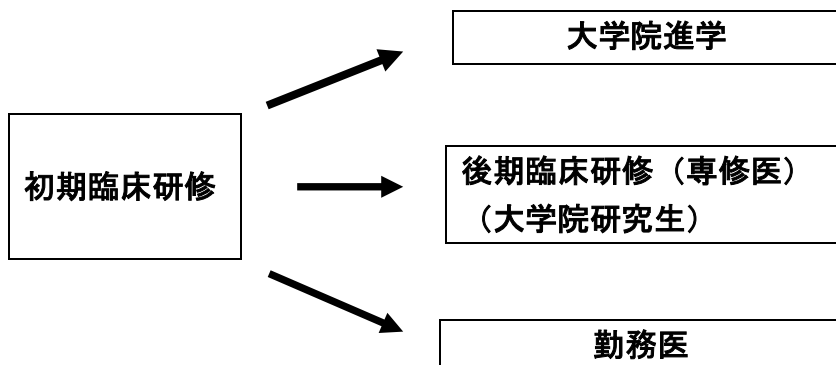 大学院進学
初期臨床研修
後期臨床研修（専修医）
（大学院研究生）
勤務医